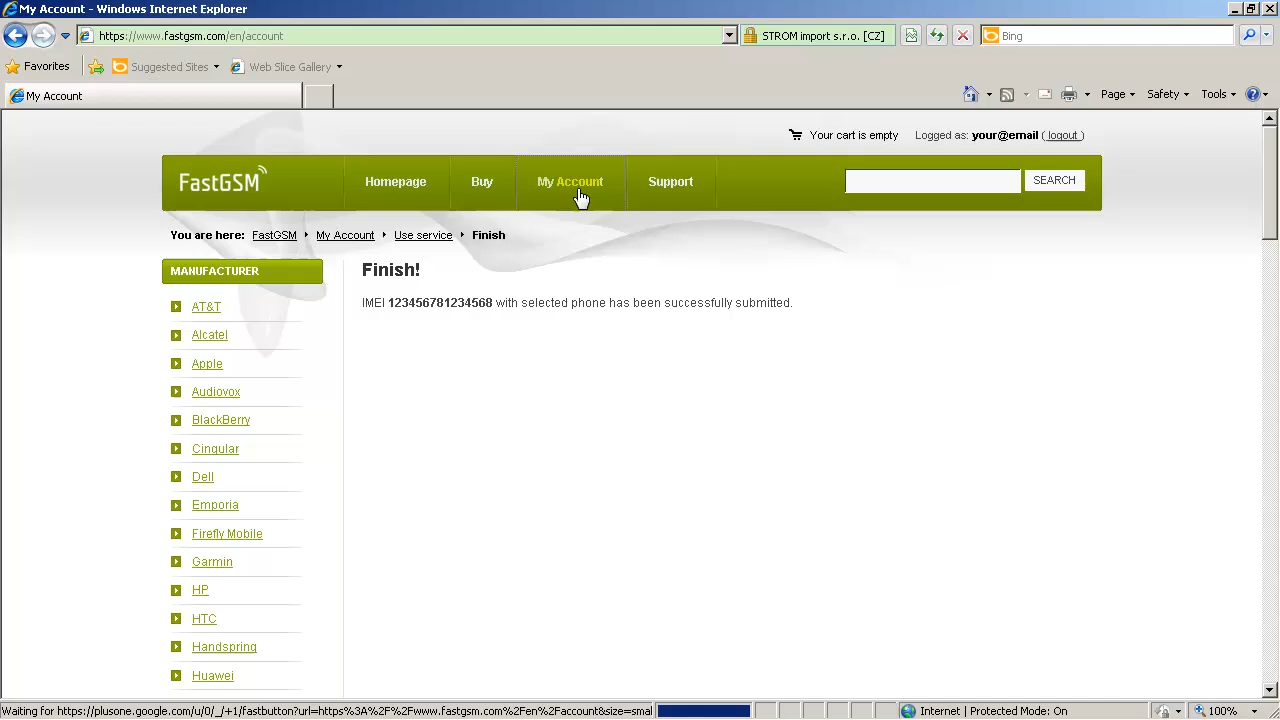 My Account - Windows Internet Explorer
https://www.fastgsm.com/en/account
STROM import s.r.o. [CZ]
Bing
Favorites
Suggested Sites
Web Slice Gallery
My Account
Page
Safety
Tools
Your cart is empty
Logged as: your@email ( logout )
FastGSM
Homepage
Buy
My Account
Support
SEARCH
You are here: FastGSM My Account Use service Finish
MANUFACTURER
Finish!
IMEI 123456781234568 with selected phone has been successfully submitted.
AT&T
Alcatel
Apple
Audiovox
BlackBerry
Cingular
Dell
Emporia
Firefly Mobile
Garmin
HP
HTC
Handspring
Huawei
Waiting for https://plusone.google.com/u/0/_/+1/fastbutton?url=https%3A%2F%2Fwww.fastgsm.com%2Fen%2Faccount&size=smal
Internet | Protected Mode: On
100%